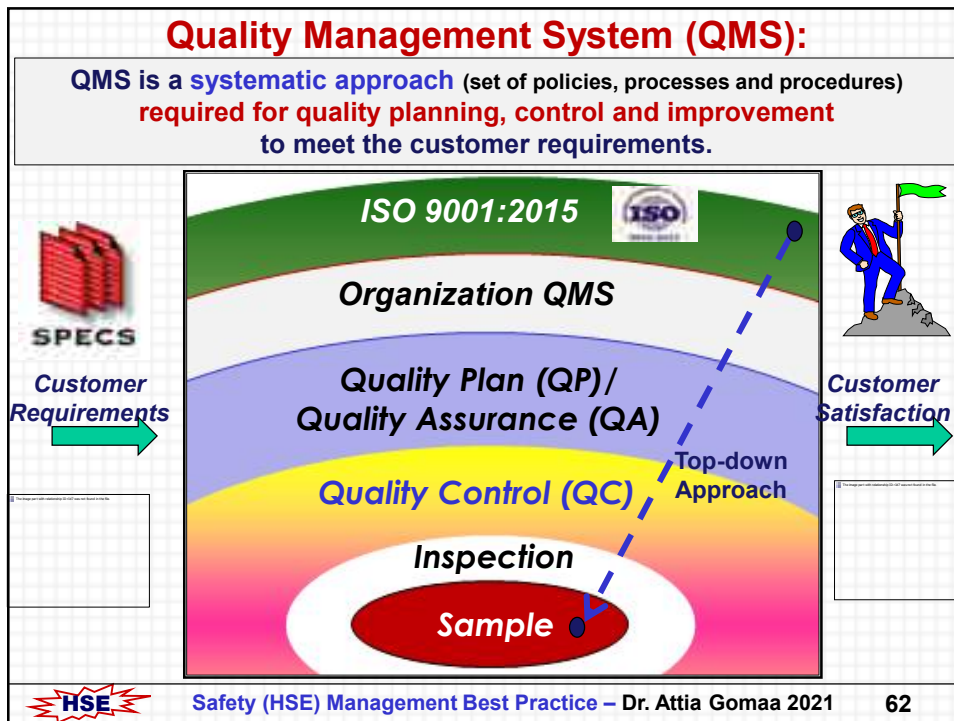 Quality Management System (QMS):
QMS is a systematic approach (set of policies, processes and procedures)
required for quality planning, control and improvement
to meet the customer requirements.
ISO 9001:2015
ISO
Organization QMS
SPECS
Quality Plan (QP)/
Quality Assurance (QA)
Customer
Requirements
Customer
Satisfaction
Top-down
Approach
Quality Control (QC)
Inspection
Sample
HSE
Safety (HSE) Management Best Practice – Dr. Attia Gomaa 2021
62